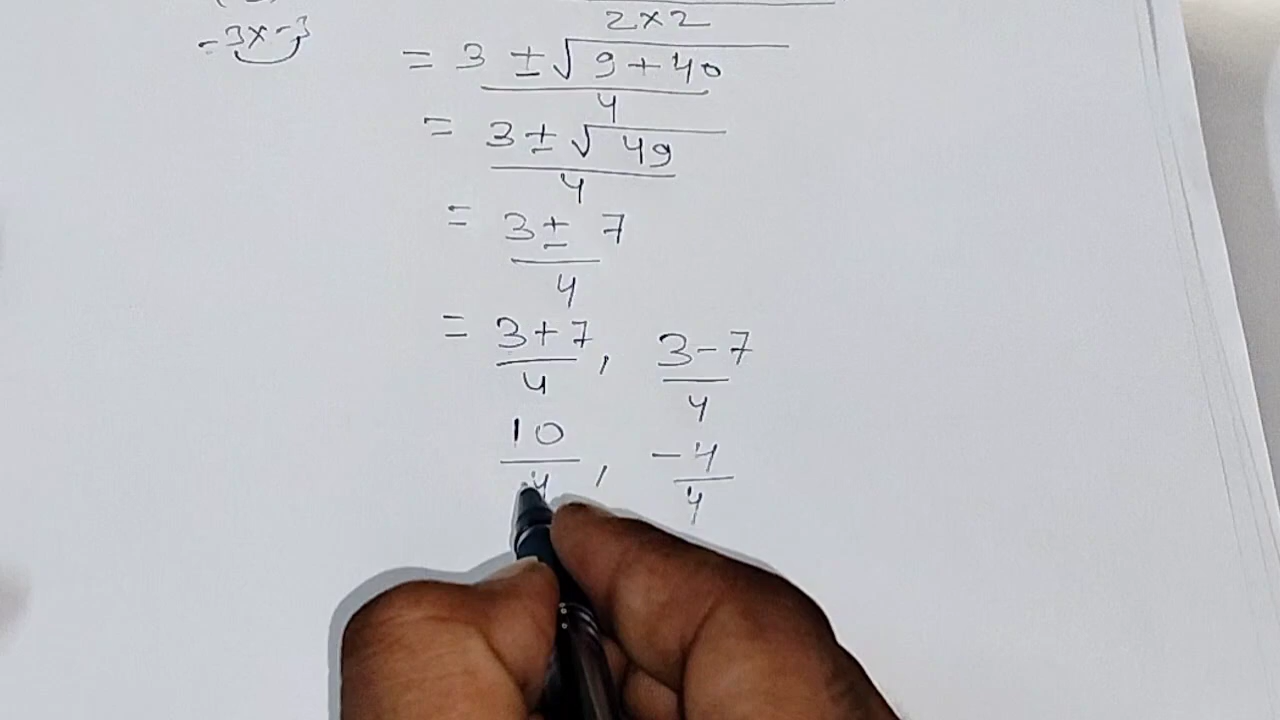 2×2
-3×-3
= 3 ±√9+40
4
= 3±√49
4
= 3± 7
4
= 3+7/4, 3-7/4
10/4, -4/4